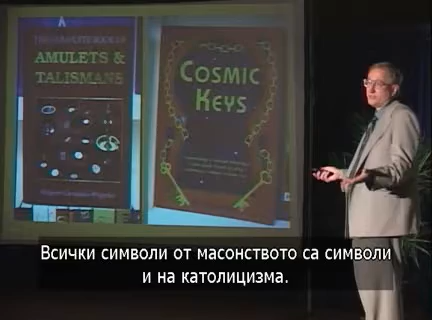 THE COMPLETE BOOK OF
AMULETS &
TALISMANS
COSMIC
KEYS
Всички символи от масонството са символи
и на католицизма.